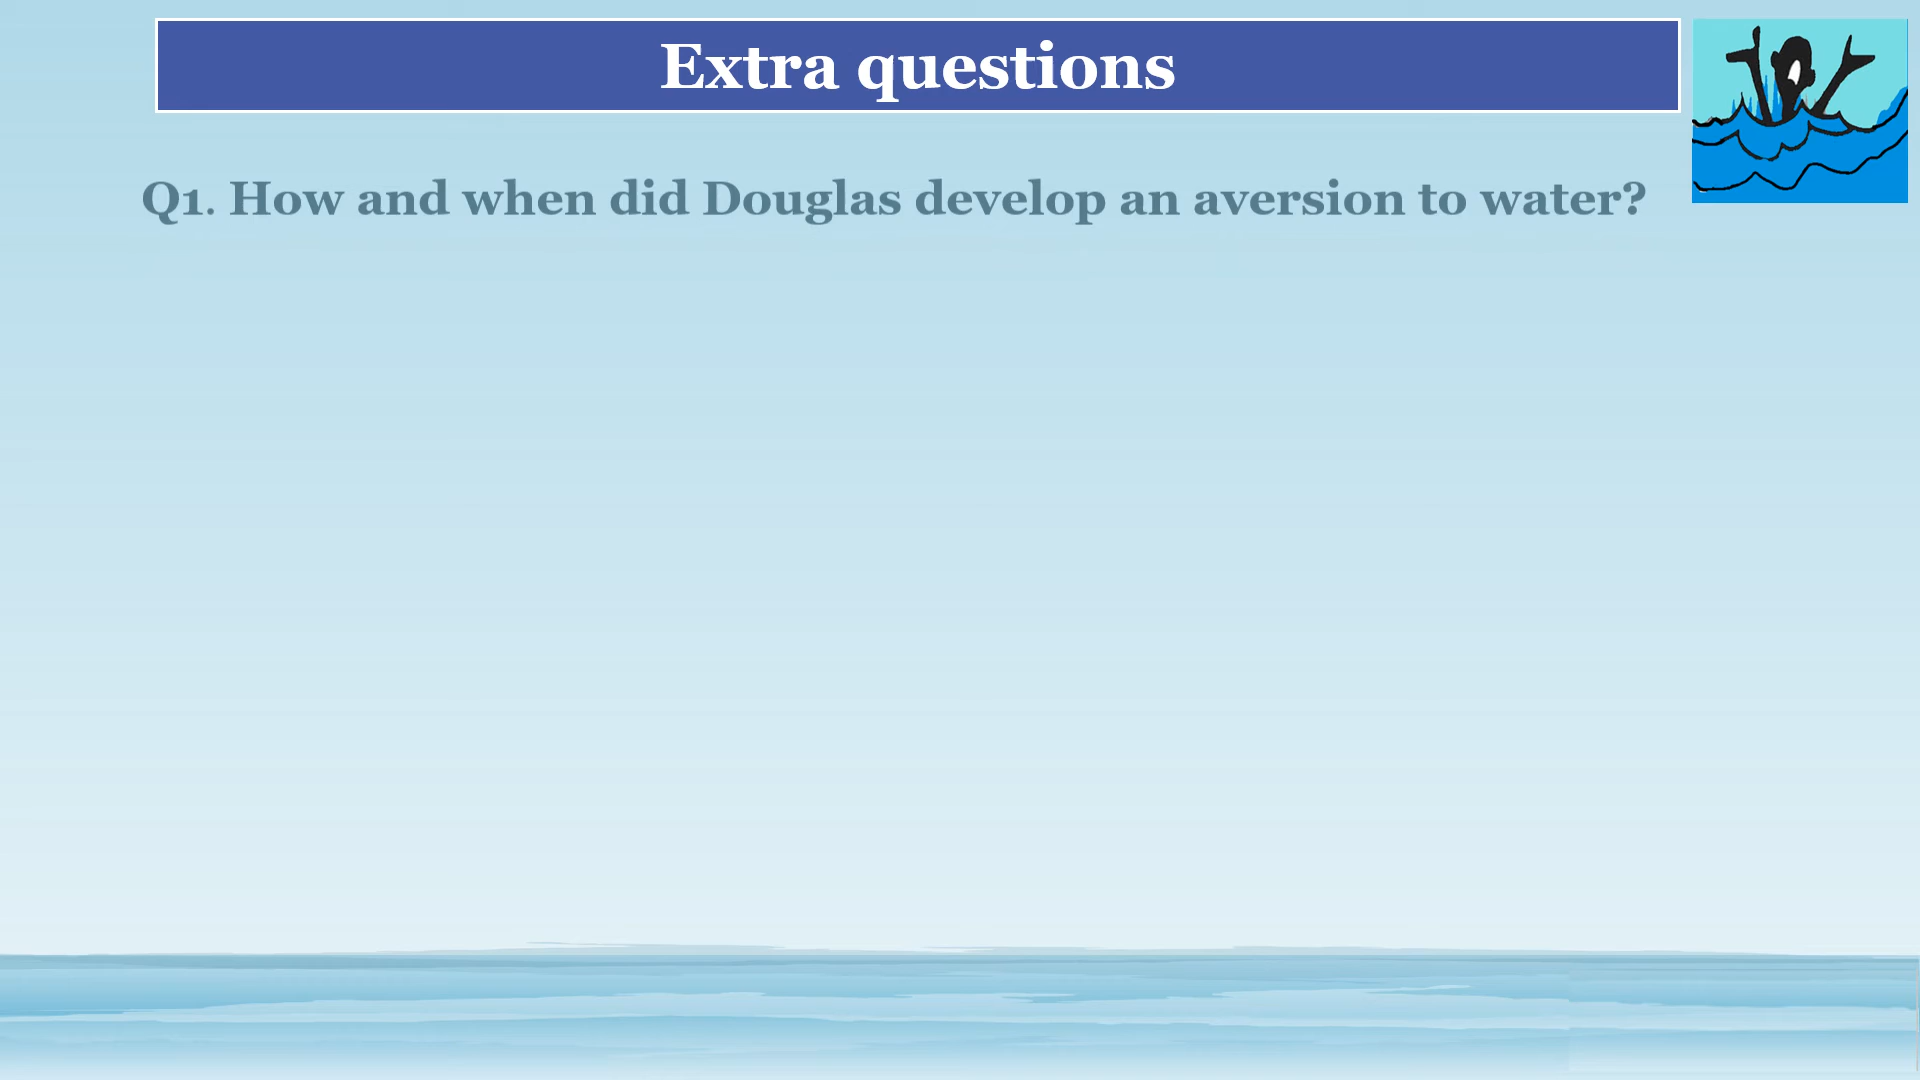 Extra questions
Q1. How and when did Douglas develop an aversion to water?